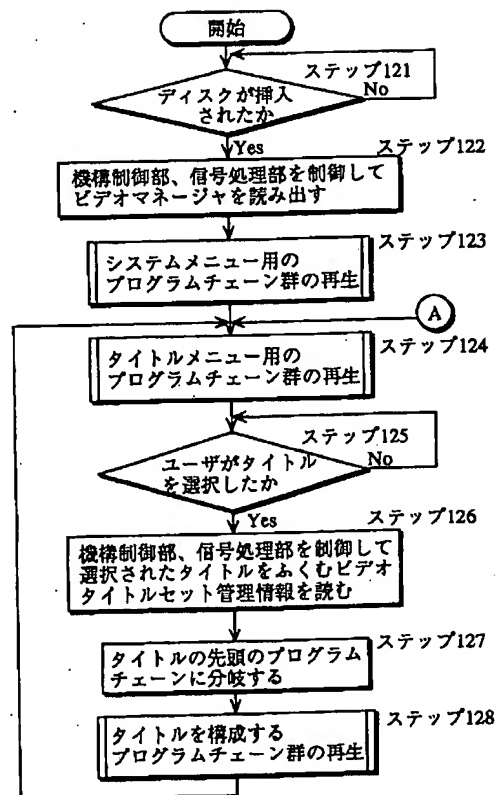 開始
ステップ121
ディスクが挿入
されたか
No
Yes
ステップ122
機構制御部、信号処理部を制御して
ビデオマネージャを読み出す
ステップ123
システムメニュー用の
プログラムチェーン群の再生
A
ステップ124
タイトルメニュー用の
プログラムチェーン群の再生
ステップ125
ユーザがタイトル
を選択したか
No
Yes
ステップ126
機構制御部、信号処理部を制御して
選択されたタイトルをふくむビデオ
タイトルセット管理情報を読む
ステップ127
タイトルの先頭のプログラム
チェーンに分岐する
ステップ128
タイトルを構成する
プログラムチェーン群の再生